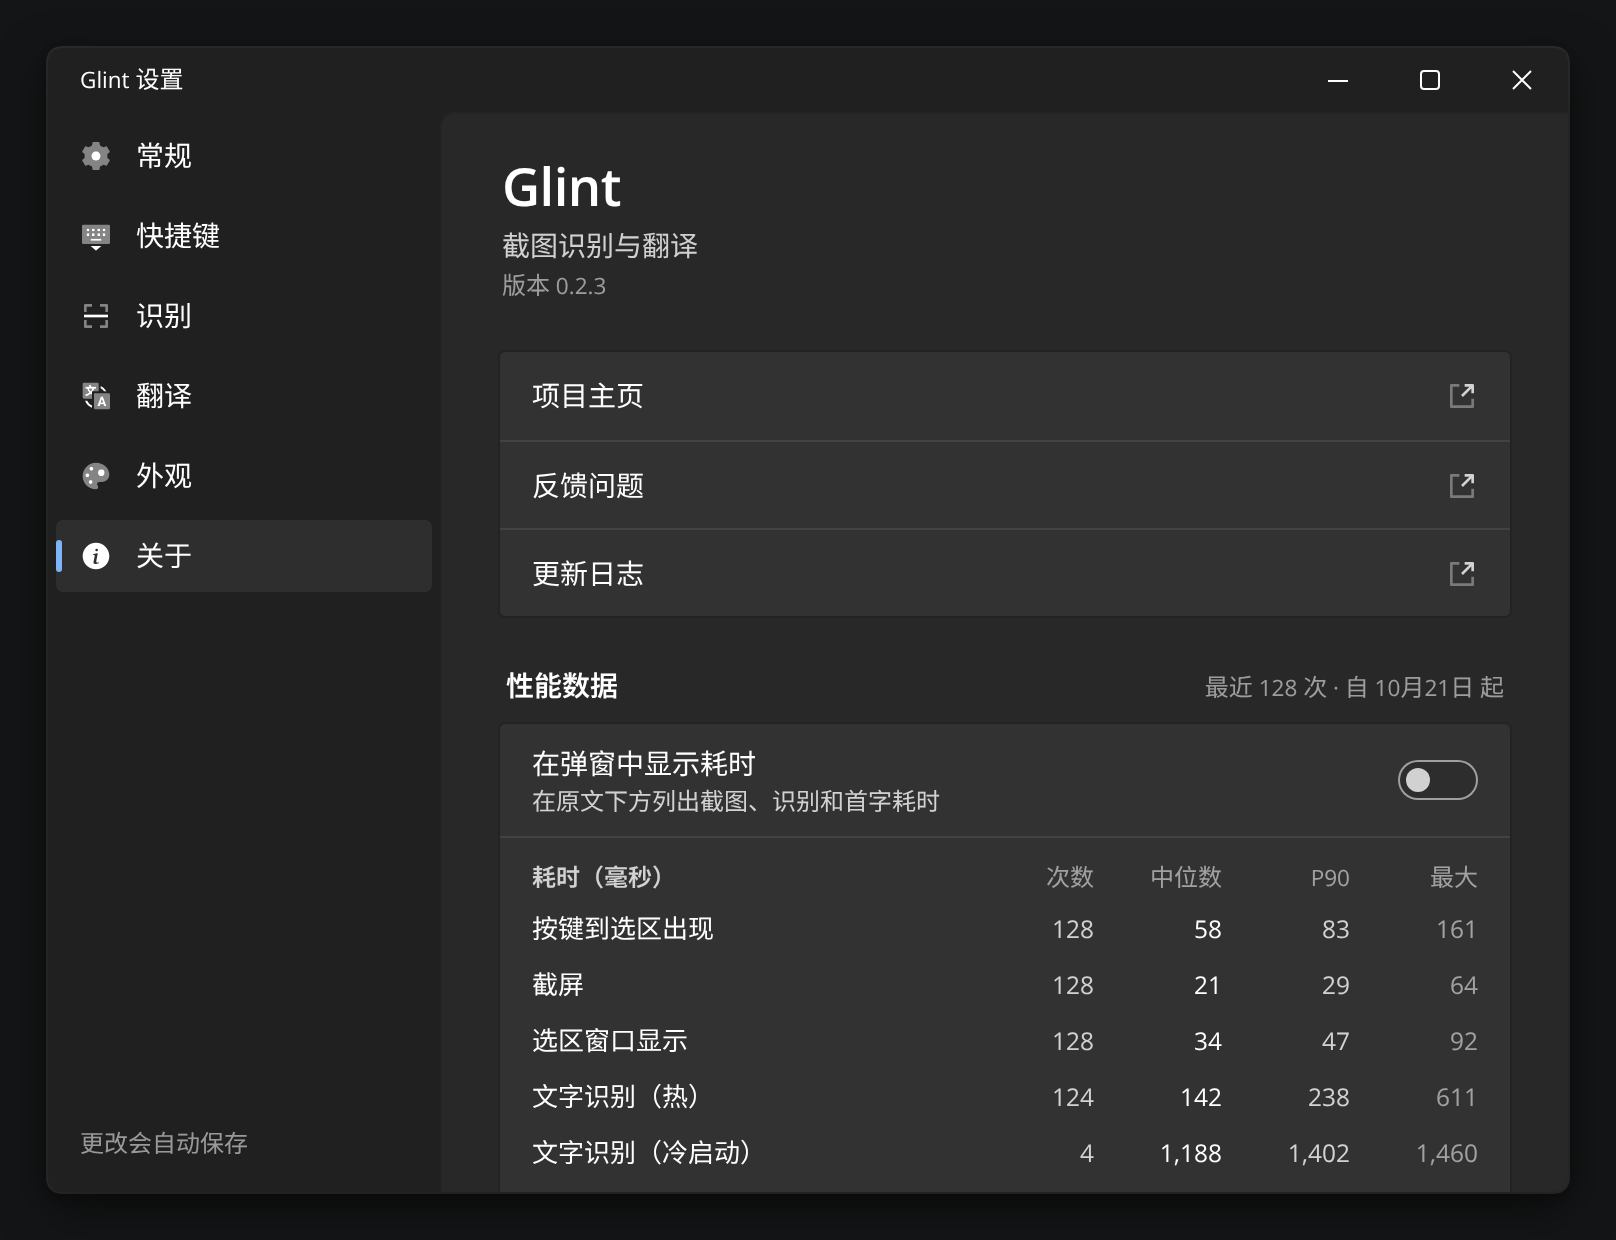 Glint 设置
常规
快捷键
识别
翻译
外观
关于
更改会自动保存
Glint
截图识别与翻译
版本 0.2.3
项目主页
反馈问题
更新日志
性能数据 最近 128 次 · 自 10月21日 起
在弹窗中显示耗时
在原文下方列出截图、识别和首字耗时
耗时（毫秒） 次数 中位数 P90 最大
按键到选区出现 128 58 83 161
截屏 128 21 29 64
选区窗口显示 128 34 47 92
文字识别（热） 124 142 238 611
文字识别（冷启动） 4 1,188 1,402 1,460